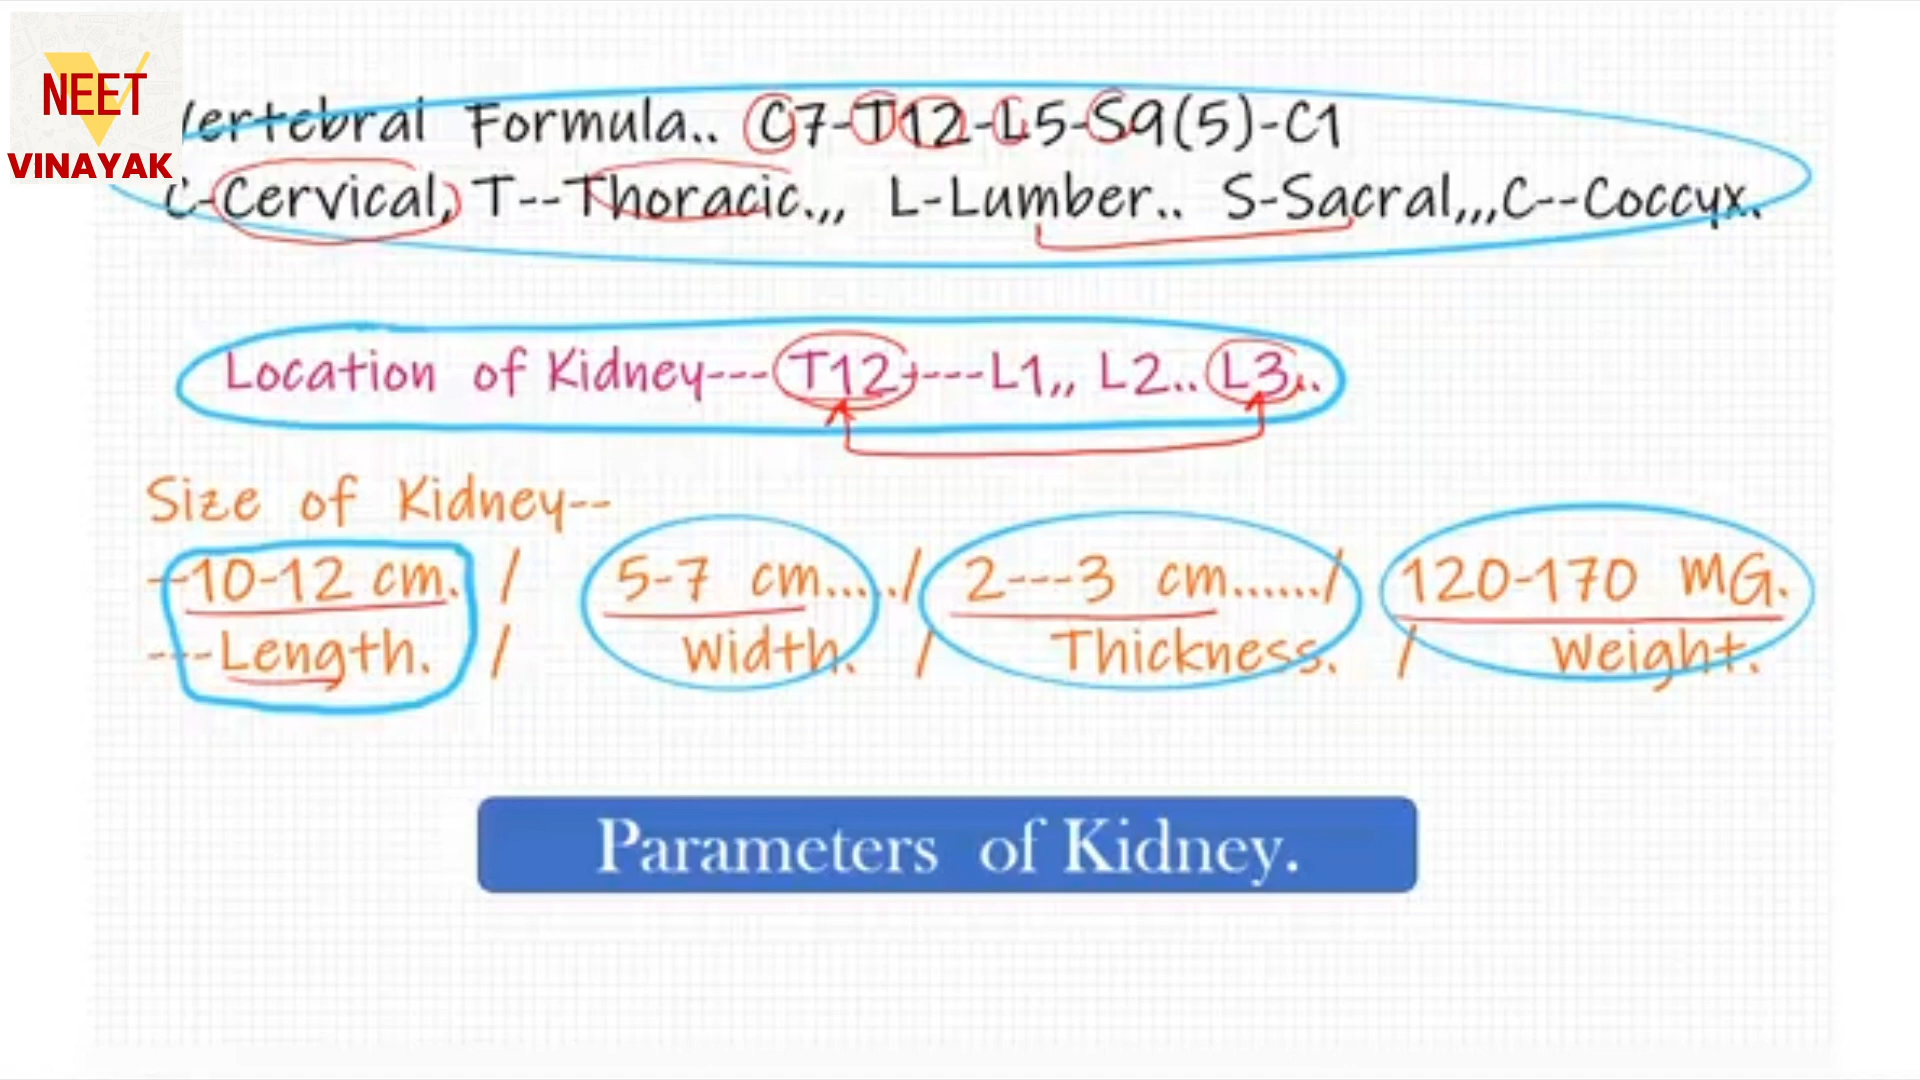 NEET
VINAYAK
Vertebral Formula.. C7-T12-L5-S9(5)-C1
C-Cervical, T--Thoracic.,, L-Lumber.. S-Sacral,,,C--Coccyx.
Location of Kidney---T12----L1,, L2.. L3...
Size of Kidney--
--10-12 cm. / 5-7 cm...../ 2---3 cm....../ 120-170 MG.
---Length. / Width. / Thickness. / Weight.
Parameters of Kidney.